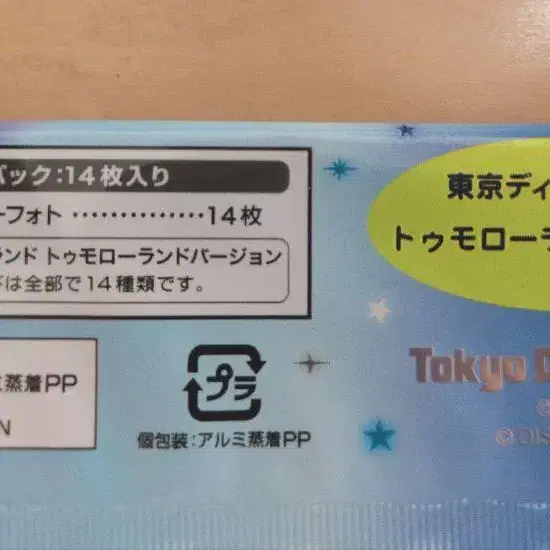 パック:14枚入り
ーフォト ‥‥‥‥‥‥‥14枚
ランド トゥモローランドバージョン
は全部で14種類です。
東京ディ
トゥモローラ
蒸着PP
N
プラ
個包装:アルミ蒸着PP
Tokyo D
©
©DIS